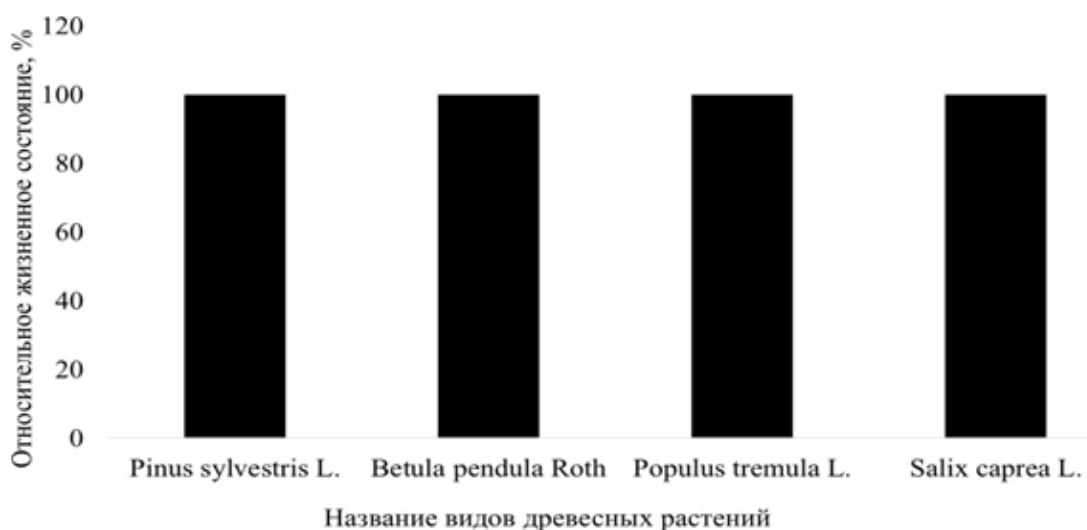 Относительное жизненное состояние, %
120
100
80
60
40
20
0
Pinus sylvestris L.
Betula pendula Roth
Populus tremula L.
Salix caprea L.
Название видов древесных растений